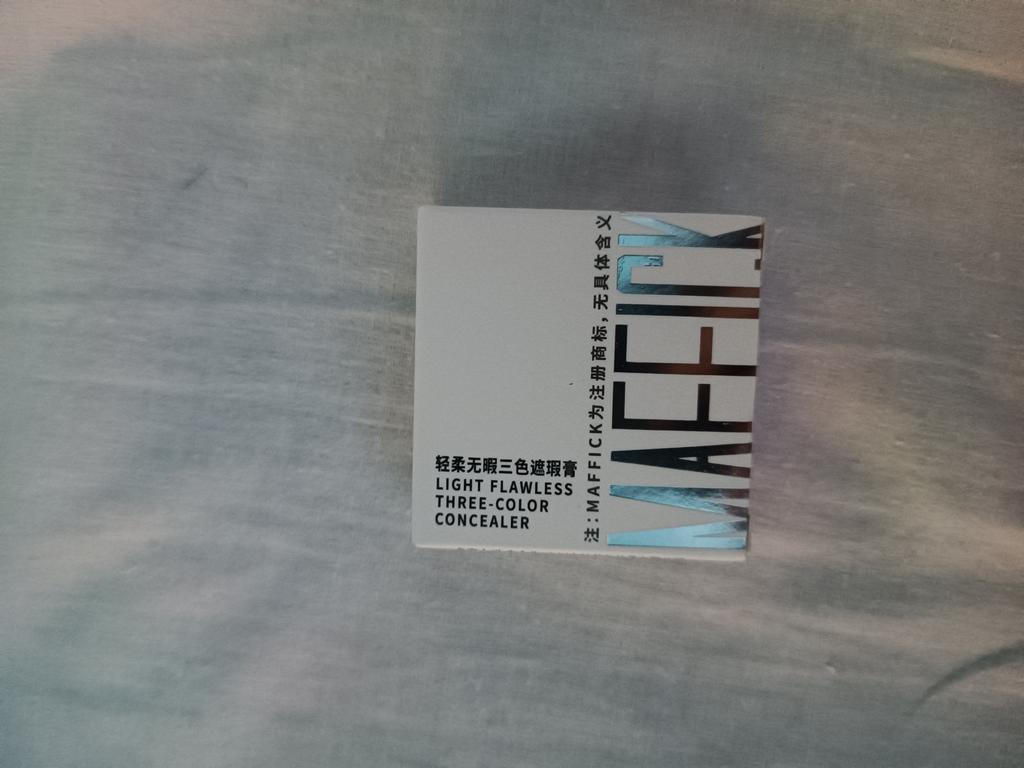 轻柔无暇三色遮瑕膏
LIGHT FLAWLESS
THREE-COLOR
CONCEALER
注：MAFFICK为注册商标，无具体含义
MAFFICK